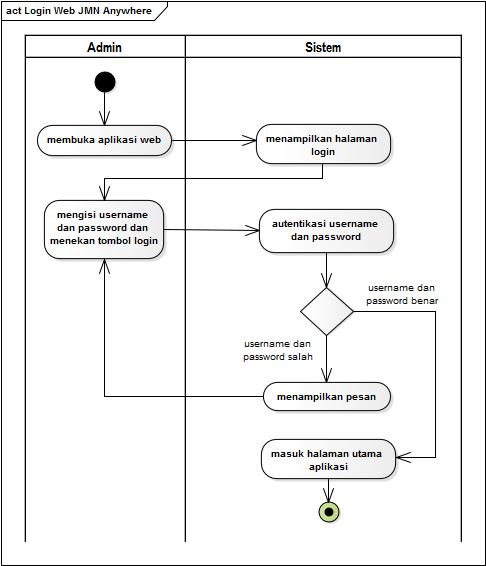 act Login Web JMN Anywhere
Admin
Sistem
membuka aplikasi web
menampilkan halaman
login
mengisi username
dan password dan
menekan tombol login
autentikasi username
dan password
username dan
password benar
username dan
password salah
menampilkan pesan
masuk halaman utama
aplikasi